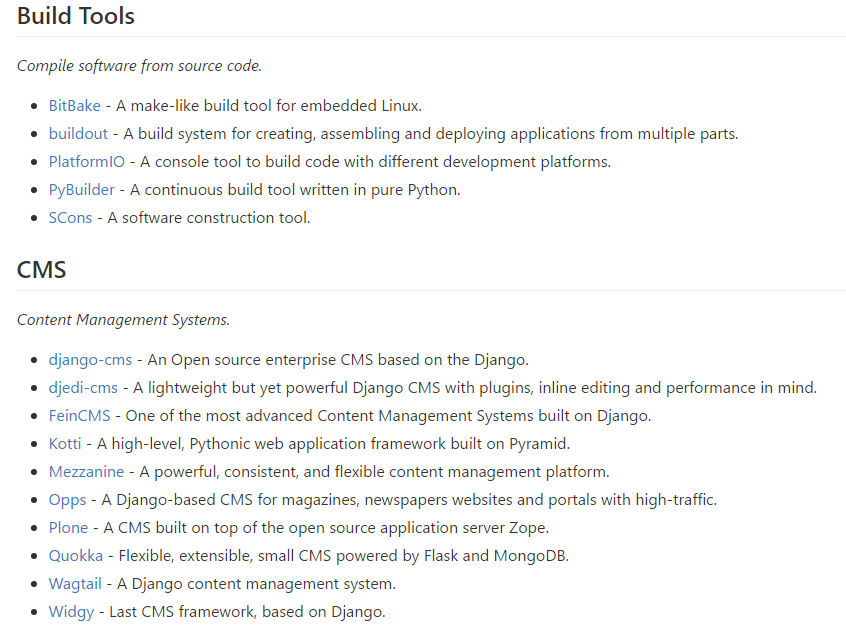 Build Tools
Compile software from source code.
• BitBake - A make-like build tool for embedded Linux.
• buildout - A build system for creating, assembling and deploying applications from multiple parts.
• PlatformIO - A console tool to build code with different development platforms.
• PyBuilder - A continuous build tool written in pure Python.
• SCons - A software construction tool.
CMS
Content Management Systems.
• django-cms - An Open source enterprise CMS based on the Django.
• djedi-cms - A lightweight but yet powerful Django CMS with plugins, inline editing and performance in mind.
• FeinCMS - One of the most advanced Content Management Systems built on Django.
• Kotti - A high-level, Pythonic web application framework built on Pyramid.
• Mezzanine - A powerful, consistent, and flexible content management platform.
• Opps - A Django-based CMS for magazines, newspapers websites and portals with high-traffic.
• Plone - A CMS built on top of the open source application server Zope.
• Quokka - Flexible, extensible, small CMS powered by Flask and MongoDB.
• Wagtail - A Django content management system.
• Widgy - Last CMS framework, based on Django.